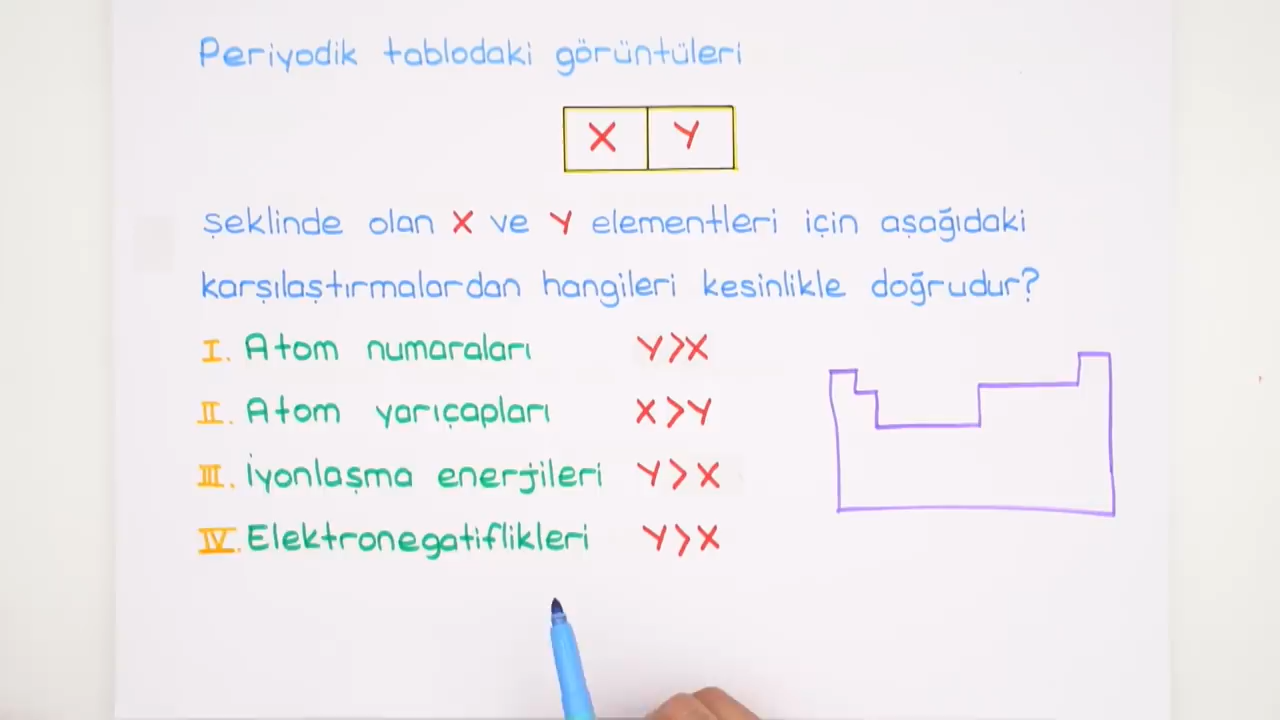 Periyodik tablodaki görüntüleri
X Y
şeklinde olan X ve Y elementleri için aşağıdaki
karşılaştırmalardan hangileri kesinlikle doğrudur?
I. Atom numaraları Y>X
II. Atom yarıçapları X>Y
III. İyonlaşma enerjileri Y>X
IV. Elektronegatiflikleri Y>X